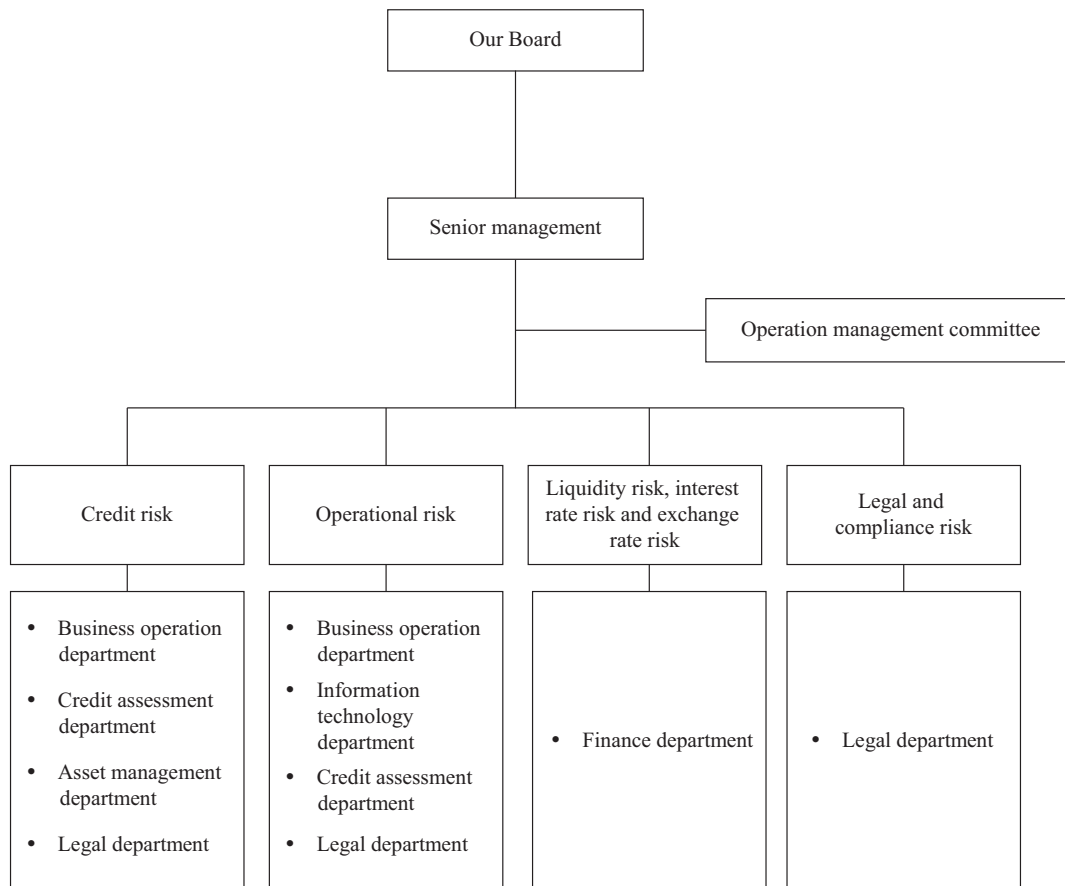 Our Board
Senior management
Operation management committee
Credit risk
Operational risk
Liquidity risk, interest
rate risk and exchange
rate risk
Legal and
compliance risk
• Business operation
department
• Credit assessment
department
• Asset management
department
• Legal department
• Business operation
department
• Information
technology
department
• Credit assessment
department
• Legal department
• Finance department
• Legal department